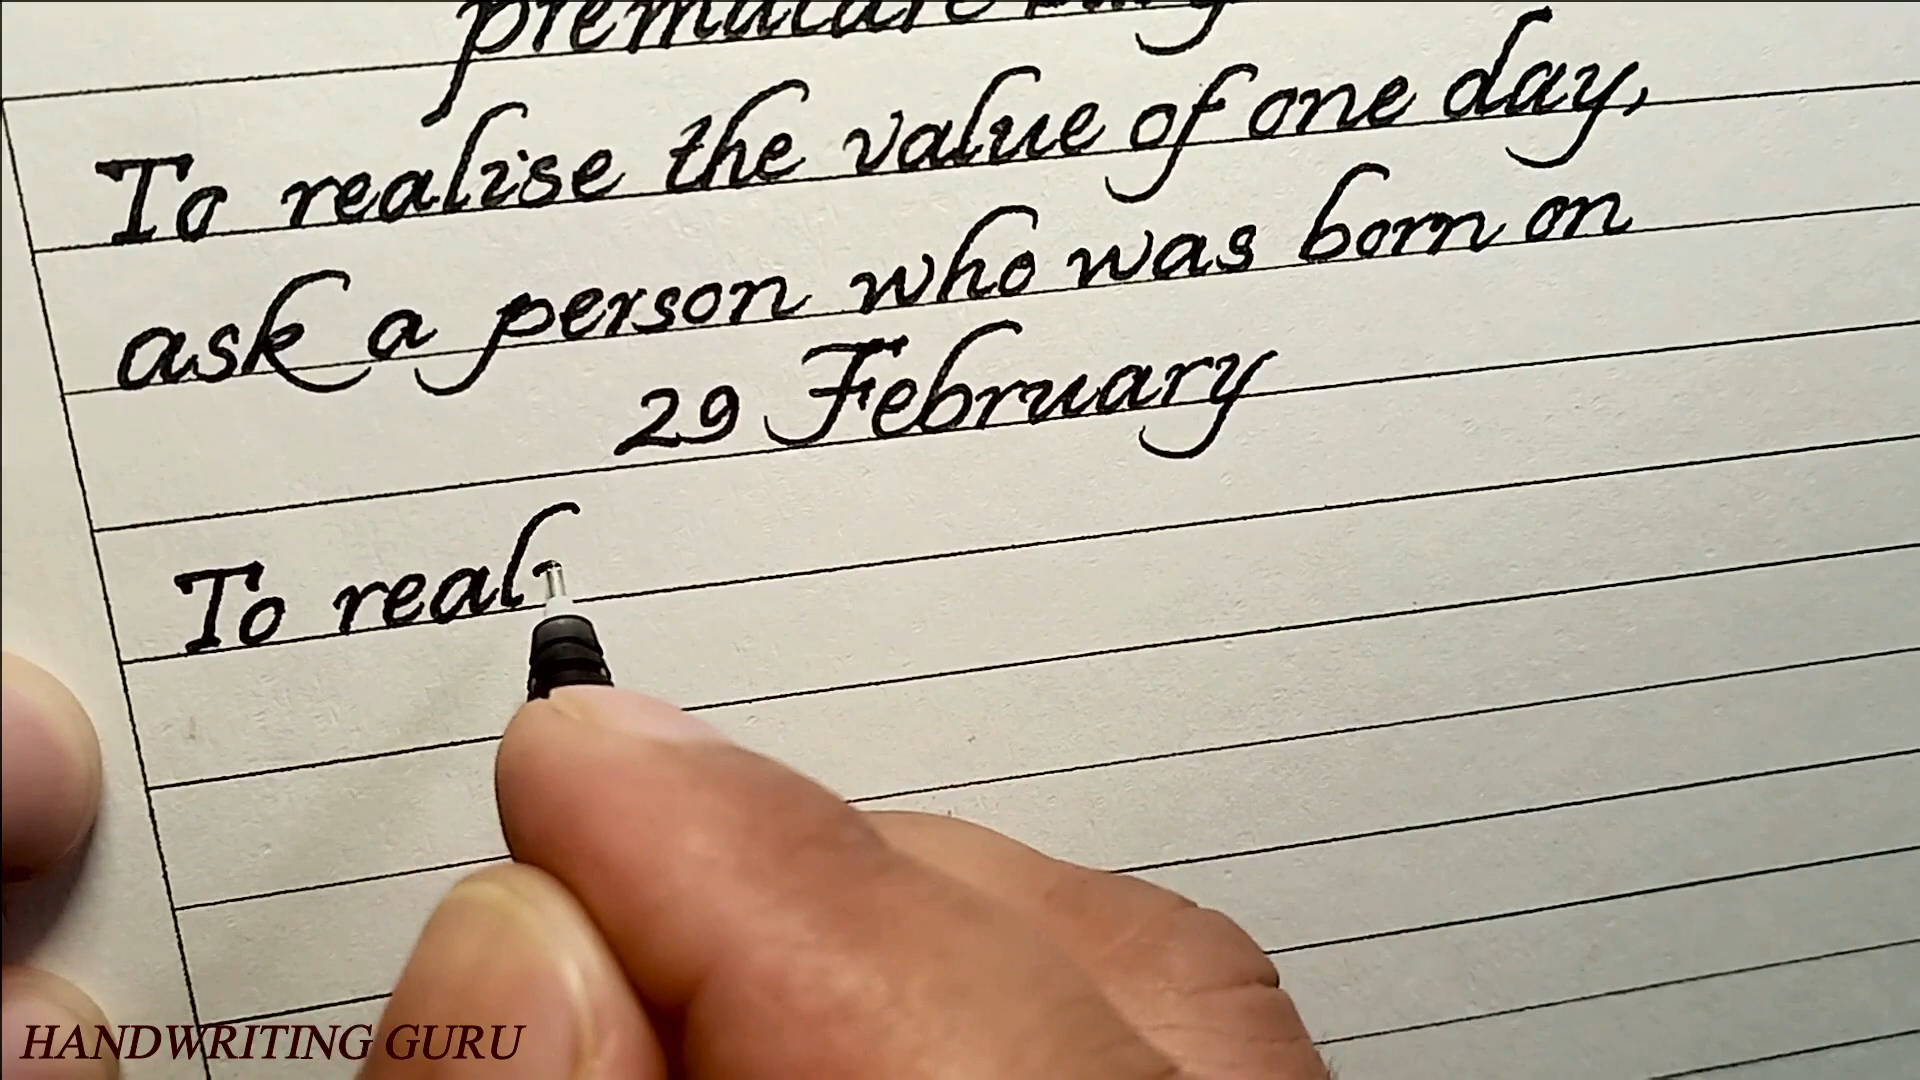 To realise the value of one day,
ask a person who was born on
29 February
To real
HANDWRITING GURU